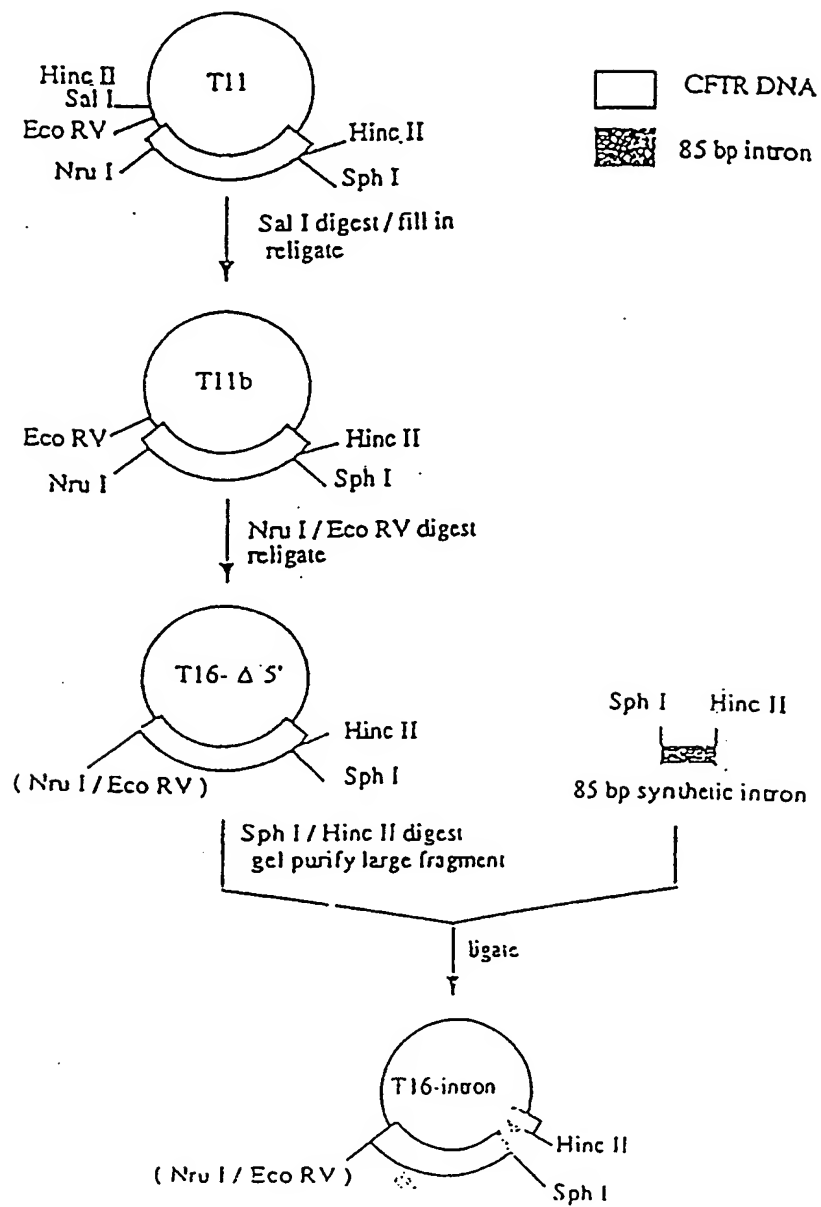 T11
Hinc II
Sal I
Eco RV
Nru I
Hinc II
Sph I
CFTR DNA
85 bp intron
Sal I digest / fill in
religate
T11b
Eco RV
Nru I
Hinc II
Sph I
Nru I / Eco RV digest
religate
T16- Δ 5'
Hinc II
Sph I
( Nru I / Eco RV )
Sph I Hinc II
85 bp synthetic intron
Sph I / Hinc II digest
gel purify large fragment
ligate
T16-intron
Hinc II
( Nru I / Eco RV )
Sph I